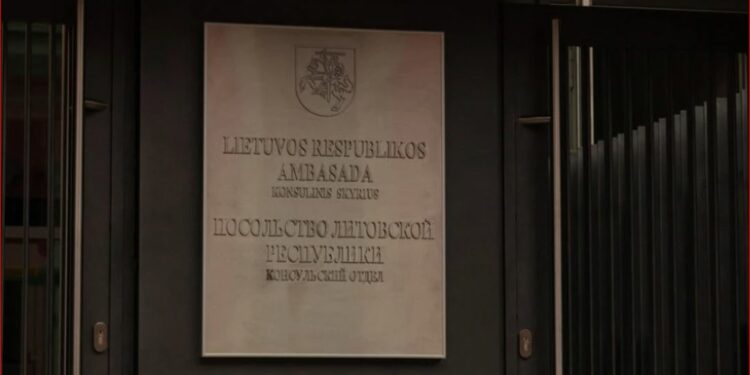 LIETUVOS RESPUBLIKOS
AMBASADA
KONSULINIS SKYRIUS
ПОСОЛЬСТВО ЛИТОВСКОЙ
РЕСПУБЛИКИ
КОНСУЛЬСКИЙ ОТДЕЛ